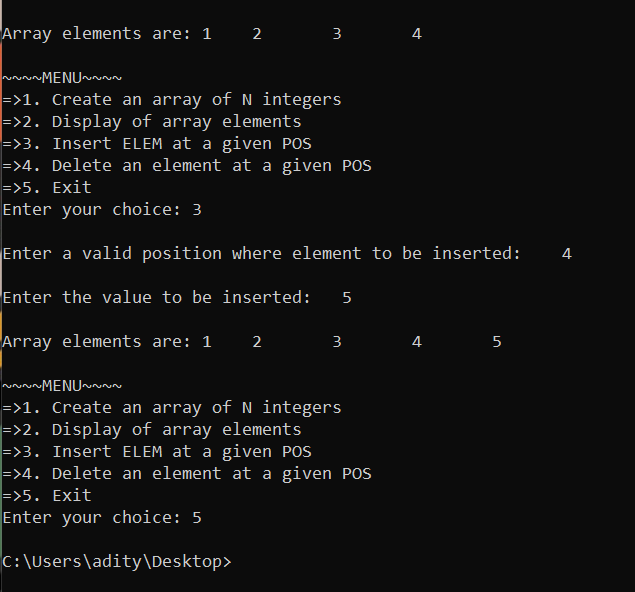 Array elements are: 1    2       3       4
~~~~MENU~~~~
=>1. Create an array of N integers
=>2. Display of array elements
=>3. Insert ELEM at a given POS
=>4. Delete an element at a given POS
=>5. Exit
Enter your choice: 3
Enter a valid position where element to be inserted:    4
Enter the value to be inserted:   5
Array elements are: 1    2       3       4       5
~~~~MENU~~~~
=>1. Create an array of N integers
=>2. Display of array elements
=>3. Insert ELEM at a given POS
=>4. Delete an element at a given POS
=>5. Exit
Enter your choice: 5
C:\Users\adity\Desktop>